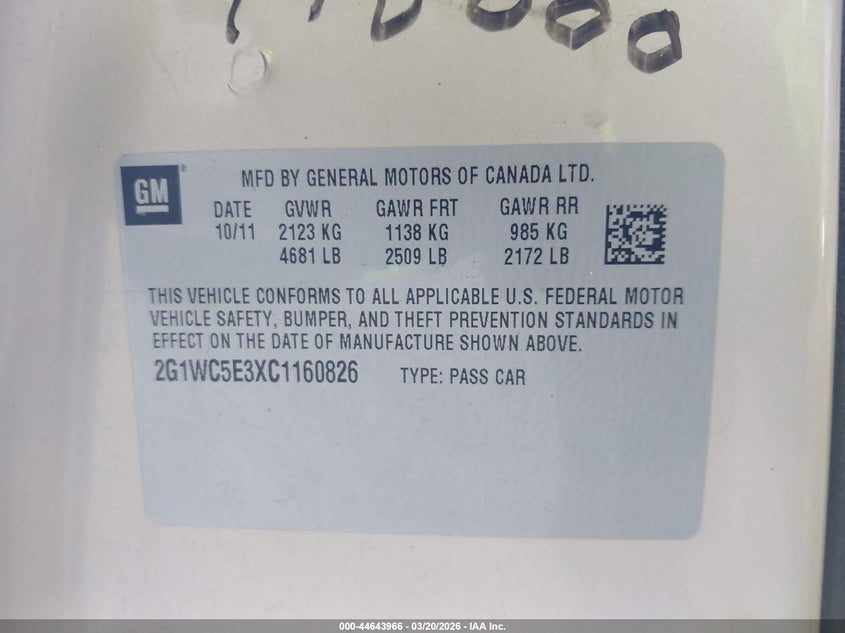 GM
MFD BY GENERAL MOTORS OF CANADA LTD.
DATE GVWR GAWR FRT GAWR RR
10/11 2123 KG 1138 KG 985 KG
4681 LB 2509 LB 2172 LB
THIS VEHICLE CONFORMS TO ALL APPLICABLE U.S. FEDERAL MOTOR
VEHICLE SAFETY, BUMPER, AND THEFT PREVENTION STANDARDS IN
EFFECT ON THE DATE OF MANUFACTURE SHOWN ABOVE.
2G1WC5E3XC1160826 TYPE: PASS CAR
000-44643966 — 03/20/2026 — IAA Inc.